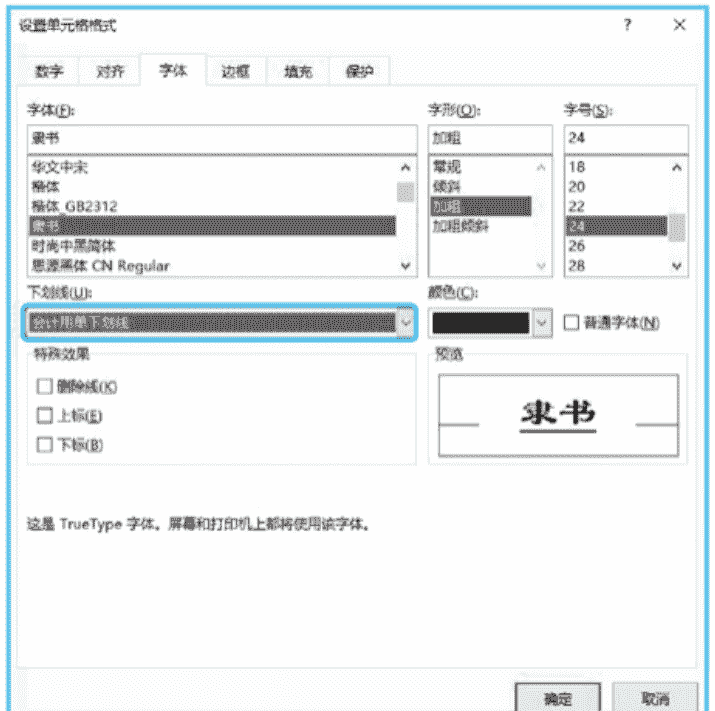 设置单元格格式 ? ×
数字 对齐 字体 边框 填充 保护
字体(F): 字形(O): 字号(S):
隶书 加粗 24
华文中宋 常规 18
楷体 倾斜 20
楷体_GB2312 加粗 22
隶书 加粗倾斜 24
时尚中黑简体 26
思源黑体 CN Regular 28
下划线(U): 颜色(C):
会计用单下划线 普通字体(N)
特殊效果 预览
删除线(K)
上标(E) 隶书
下标(B)
这是 TrueType 字体。屏幕和打印机上都将使用该字体。
确定 取消